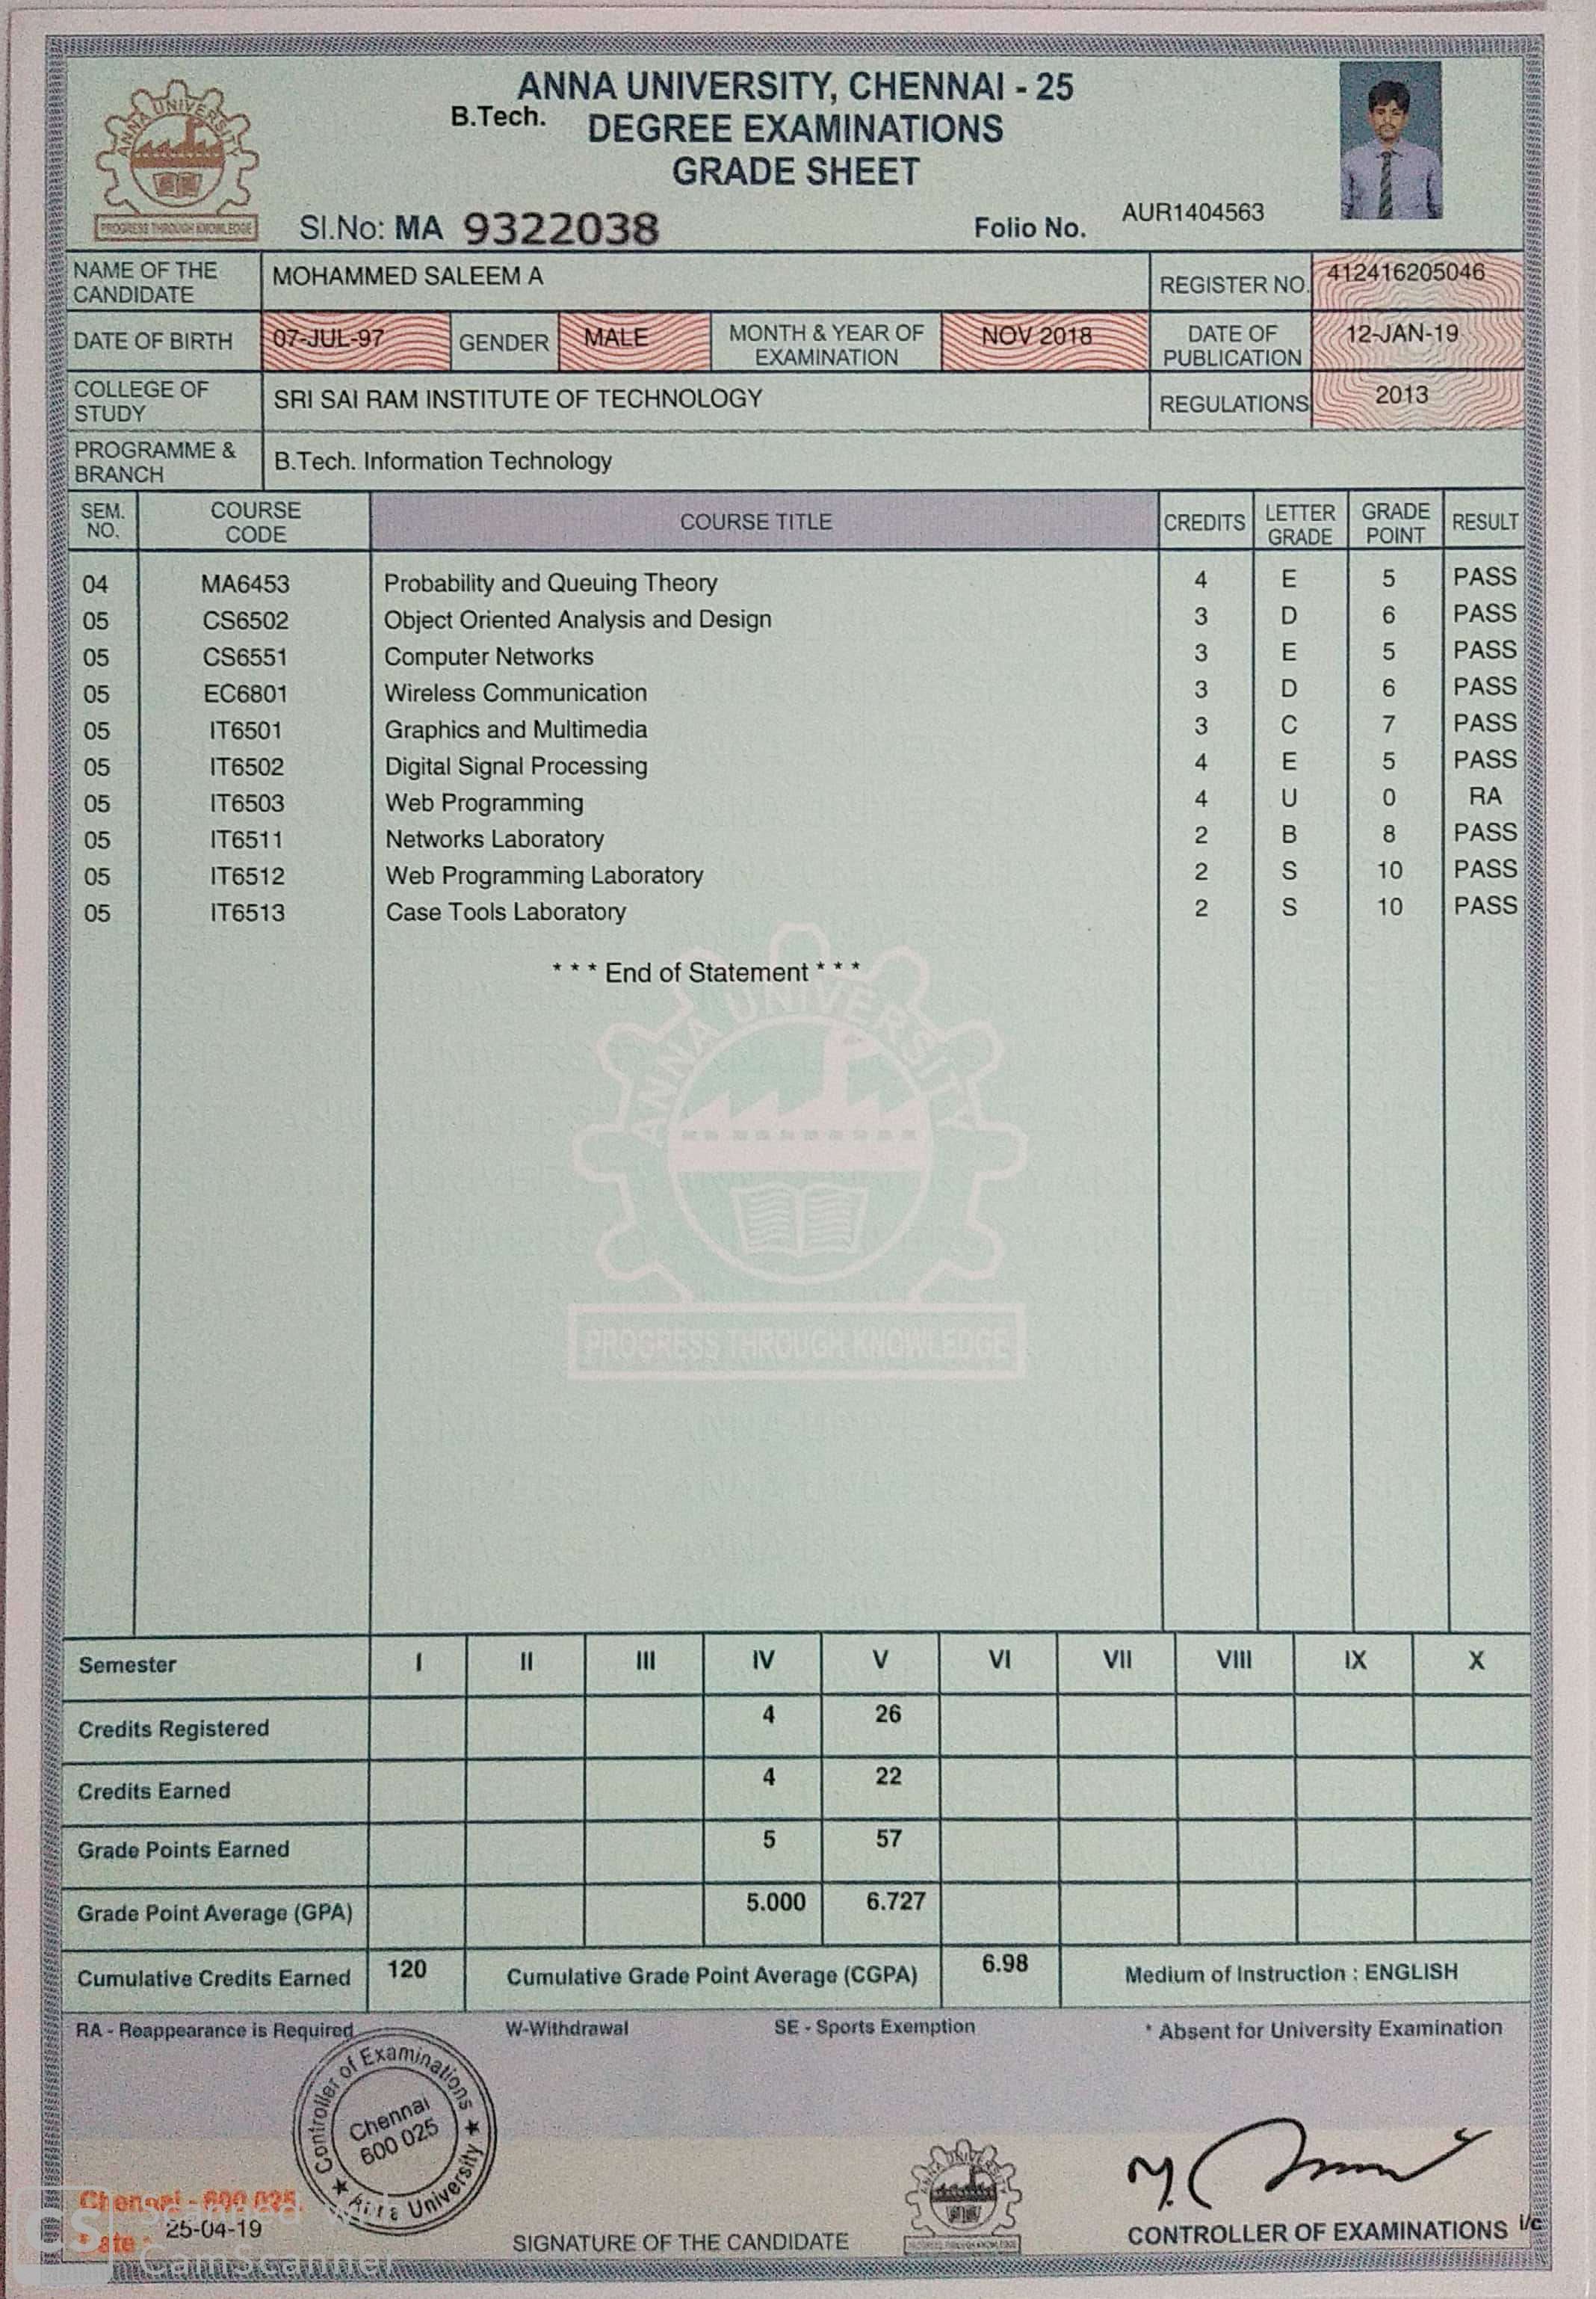 ANNA UNIVERSITY
PROGRESS THROUGH KNOWLEDGE
ANNA UNIVERSITY, CHENNAI - 25
B.Tech. DEGREE EXAMINATIONS
GRADE SHEET
Sl.No: MA 9322038 Folio No. AUR1404563
NAME OF THE CANDIDATE MOHAMMED SALEEM A REGISTER NO. 412416205046
DATE OF BIRTH 07-JUL-97 GENDER MALE MONTH & YEAR OF EXAMINATION NOV 2018 DATE OF PUBLICATION 12-JAN-19
COLLEGE OF STUDY SRI SAI RAM INSTITUTE OF TECHNOLOGY REGULATIONS 2013
PROGRAMME & BRANCH B.Tech. Information Technology
SEM. NO. COURSE CODE COURSE TITLE CREDITS LETTER GRADE GRADE POINT RESULT
04 MA6453 Probability and Queuing Theory 4 E 5 PASS
05 CS6502 Object Oriented Analysis and Design 3 D 6 PASS
05 CS6551 Computer Networks 3 E 5 PASS
05 EC6801 Wireless Communication 3 D 6 PASS
05 IT6501 Graphics and Multimedia 3 C 7 PASS
05 IT6502 Digital Signal Processing 4 E 5 PASS
05 IT6503 Web Programming 4 U 0 RA
05 IT6511 Networks Laboratory 2 B 8 PASS
05 IT6512 Web Programming Laboratory 2 S 10 PASS
05 IT6513 Case Tools Laboratory 2 S 10 PASS
* * * End of Statement * * *
ANNA UNIVERSITY
PROGRESS THROUGH KNOWLEDGE
Semester I II III IV V VI VII VIII IX X
Credits Registered 4 26
Credits Earned 4 22
Grade Points Earned 5 57
Grade Point Average (GPA) 5.000 6.727
Cumulative Credits Earned 120 Cumulative Grade Point Average (CGPA) 6.98 Medium of Instruction : ENGLISH
RA - Reappearance is Required W-Withdrawal SE - Sports Exemption * Absent for University Examination
Controller of Examinations
Chennai
600 025
Anna University
Chennai - 600 025
Date : 25-04-19
CS CamScanner
SIGNATURE OF THE CANDIDATE
CONTROLLER OF EXAMINATIONS i/c